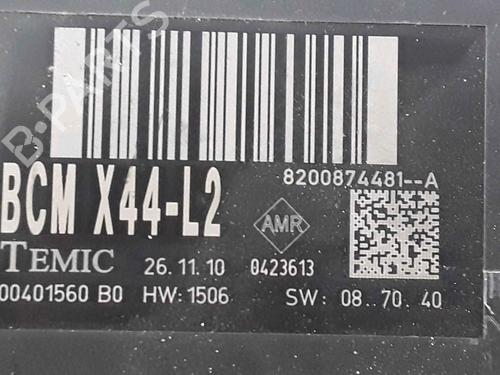 B-PARTS
8200874481--A
BCM X44-L2
AMR
TEMIC 26.11.10 0423613
00401560 B0 HW:1506 SW: 08. 70. 40